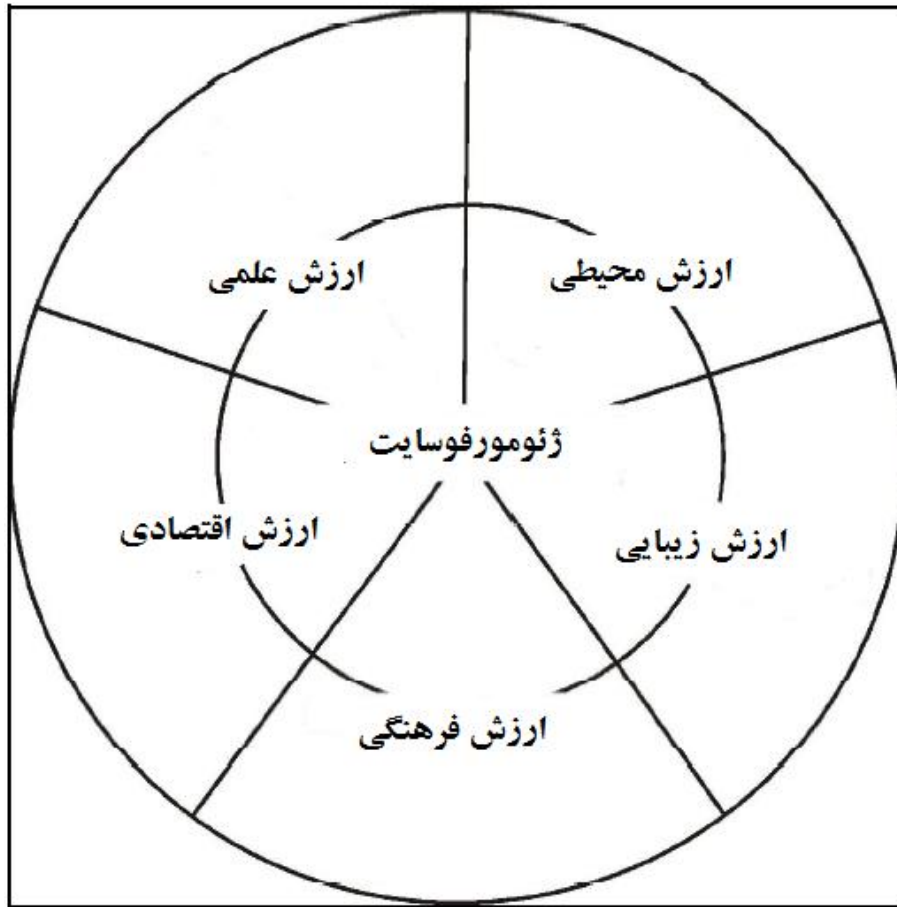 ارزش محیطی
ارزش علمی
ژئومورفوسایت
ارزش زیبایی
ارزش اقتصادی
ارزش فرهنگی